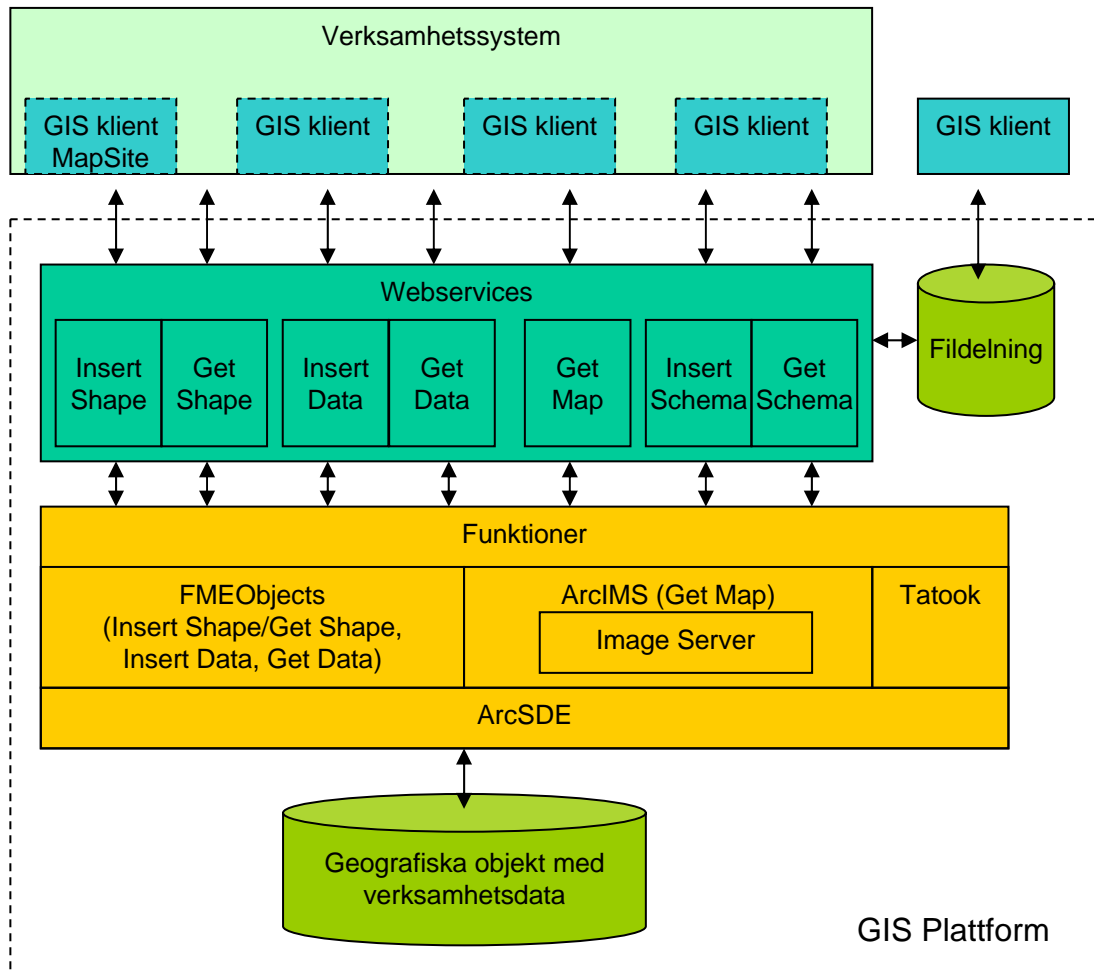 Verksamhetssystem
GIS klient
MapSite
GIS klient
GIS klient
GIS klient
GIS klient
Webservices
Insert
Shape
Get
Shape
Insert
Data
Get
Data
Get
Map
Insert
Schema
Get
Schema
Fildelning
Funktioner
FMEObjects
(Insert Shape/Get Shape,
Insert Data, Get Data)
ArcIMS (Get Map)
Image Server
Tatook
ArcSDE
Geografiska objekt med
verksamhetsdata
GIS Plattform